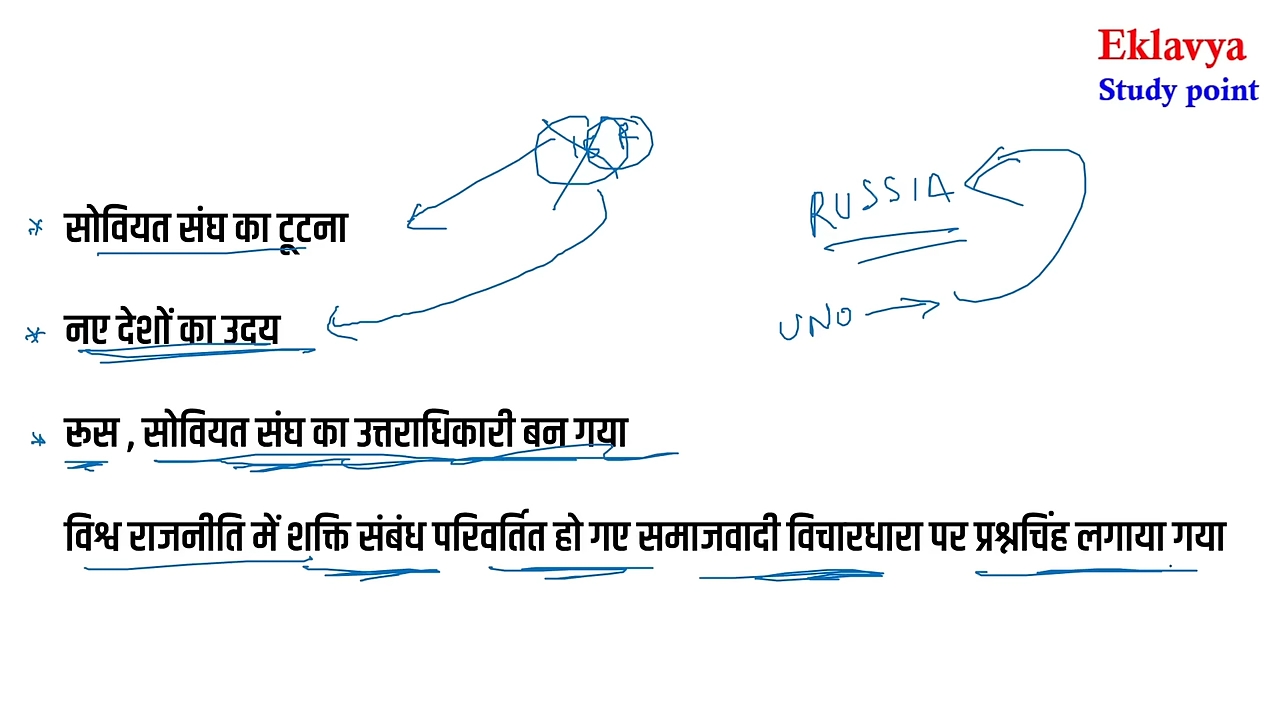 Eklavya
Study point
RUSSIA
* सोवियत संघ का टूटना
UNO
* नए देशों का उदय
* रूस , सोवियत संघ का उत्तराधिकारी बन गया
विश्व राजनीति में शक्ति संबंध परिवर्तित हो गए समाजवादी विचारधारा पर प्रश्नचिंह लगाया गया